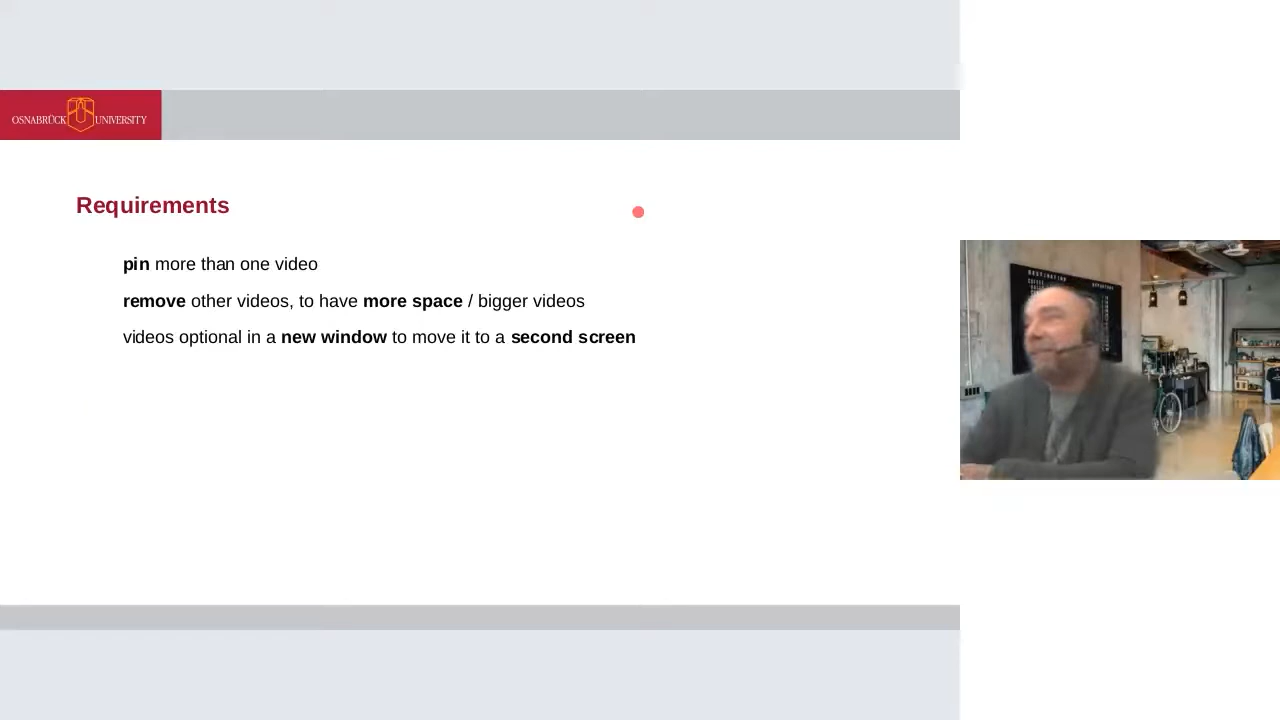 OSNABRÜCK UNIVERSITY
Requirements
pin more than one video
remove other videos, to have more space / bigger videos
videos optional in a new window to move it to a second screen